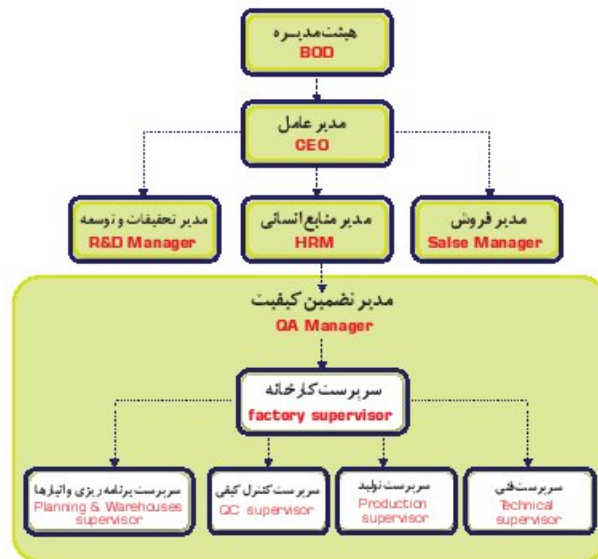 هیئت مدیره
BOD
مدیر عامل
CEO
مدیر تحقیقات و توسعه
R&D Manager
مدیر منابع انسانی
HRM
مدیر فروش
Salse Manager
مدیر تضمین کیفیت
QA Manager
سرپرست کارخانه
factory supervisor
سرپرست برنامه ریزی و انبارها
Planning & Warehouses
supervisor
سرپرست کنترل کیفی
QC supervisor
سرپرست تولید
Production
supervisor
سرپرست فنی
Technical
supervisor